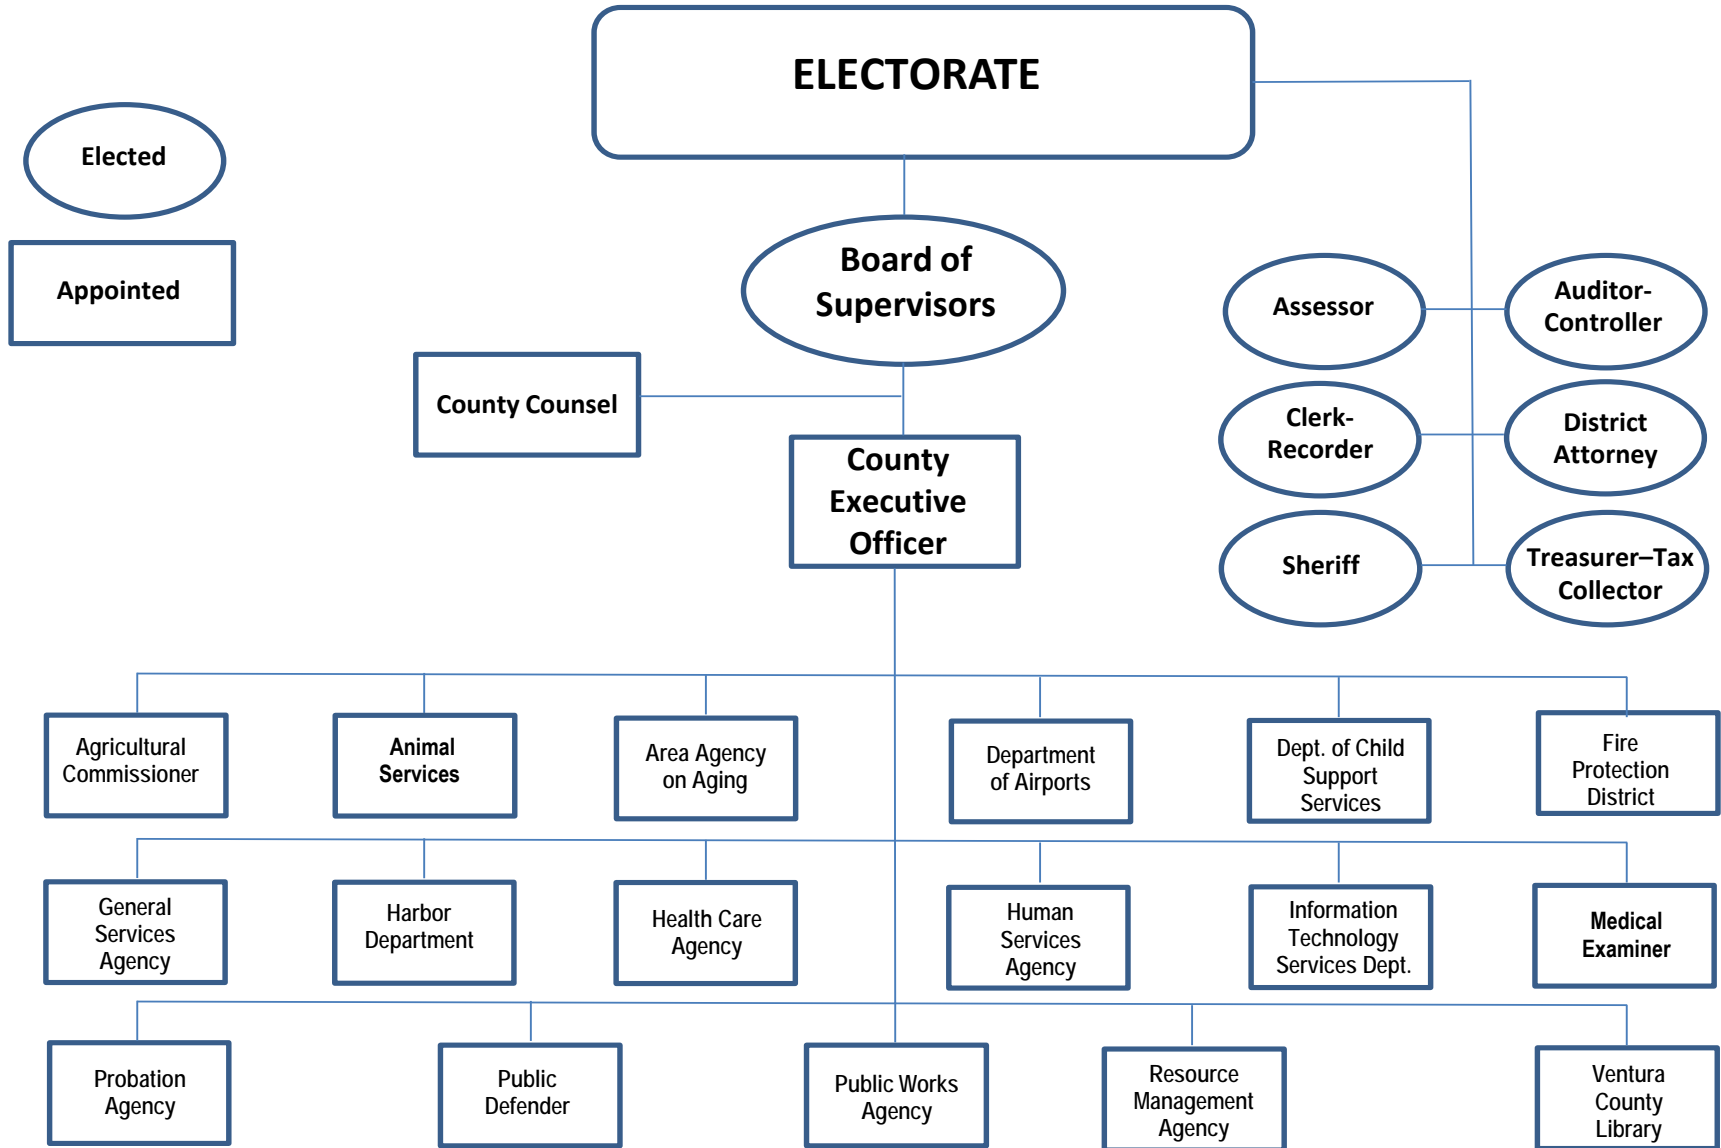 ELECTORATE
Elected
Appointed
Board of
Supervisors
Assessor
Auditor-
Controller
County Counsel
Clerk-
Recorder
District
Attorney
County
Executive
Officer
Sheriff
Treasurer–Tax
Collector
Agricultural
Commissioner
Animal
Services
Area Agency
on Aging
Department
of Airports
Dept. of Child
Support
Services
Fire
Protection
District
General
Services
Agency
Harbor
Department
Health Care
Agency
Human
Services
Agency
Information
Technology
Services Dept.
Medical
Examiner
Probation
Agency
Public
Defender
Public Works
Agency
Resource
Management
Agency
Ventura
County
Library